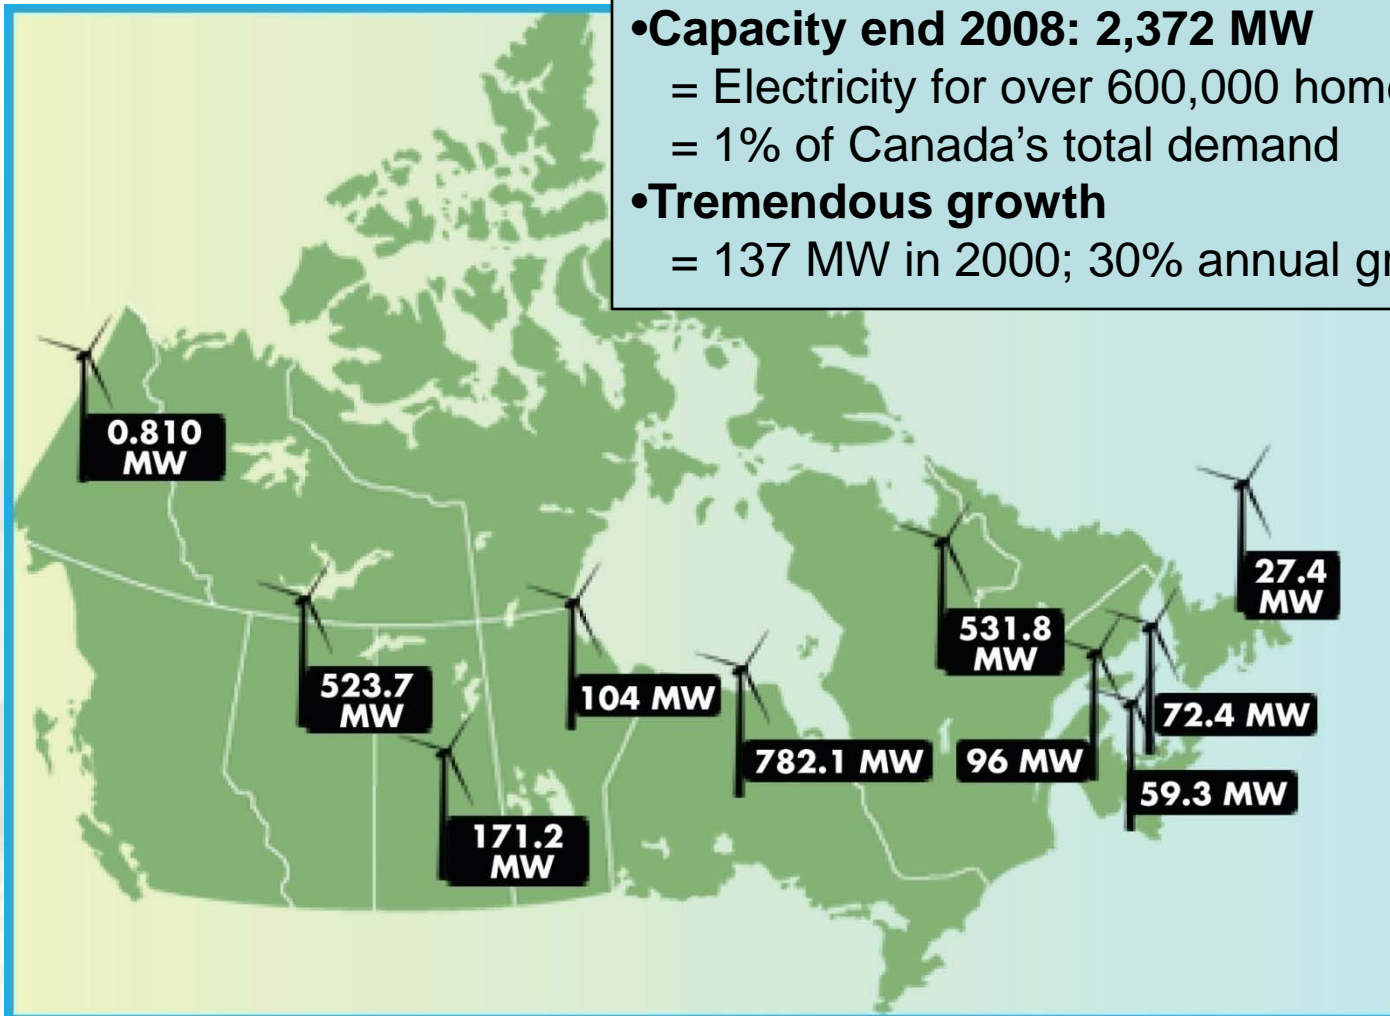 •Capacity end 2008: 2,372 MW
= Electricity for over 600,000
= 1% of Canada’s total demand
•Tremendous growth
= 137 MW in 2000; 30% annual
0.810
MW
27.4
MW
531.8
MW
523.7
MW
104 MW
72.4 MW
782.1 MW
96 MW
59.3 MW
171.2
MW